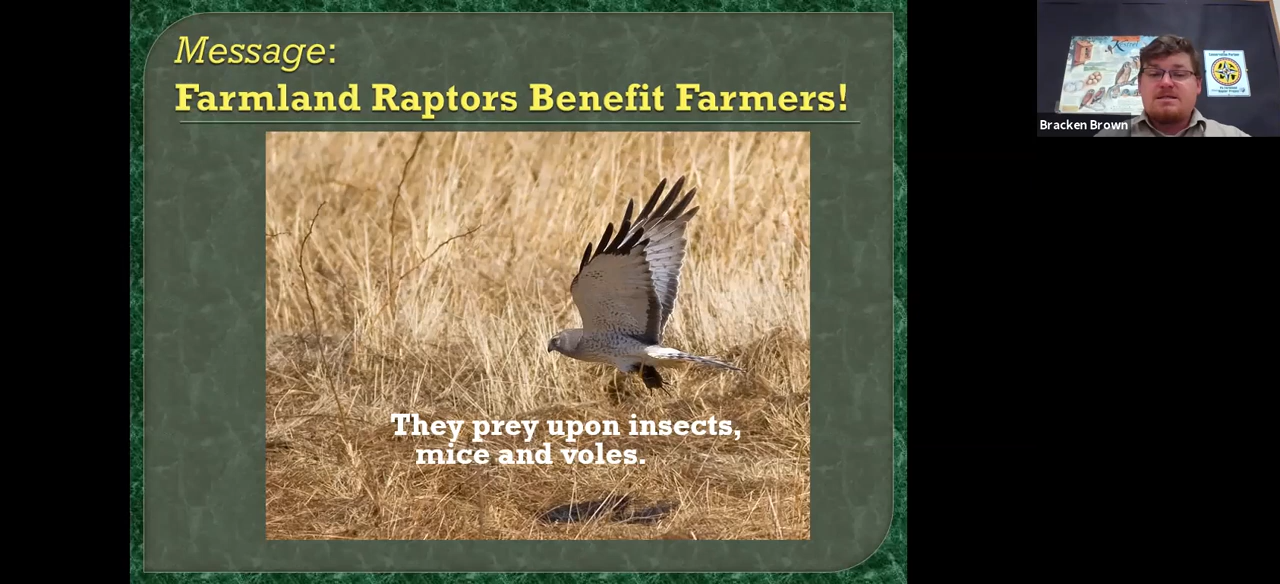 Message:
Farmland Raptors Benefit Farmers!
They prey upon insects,
mice and voles.
Bracken Brown